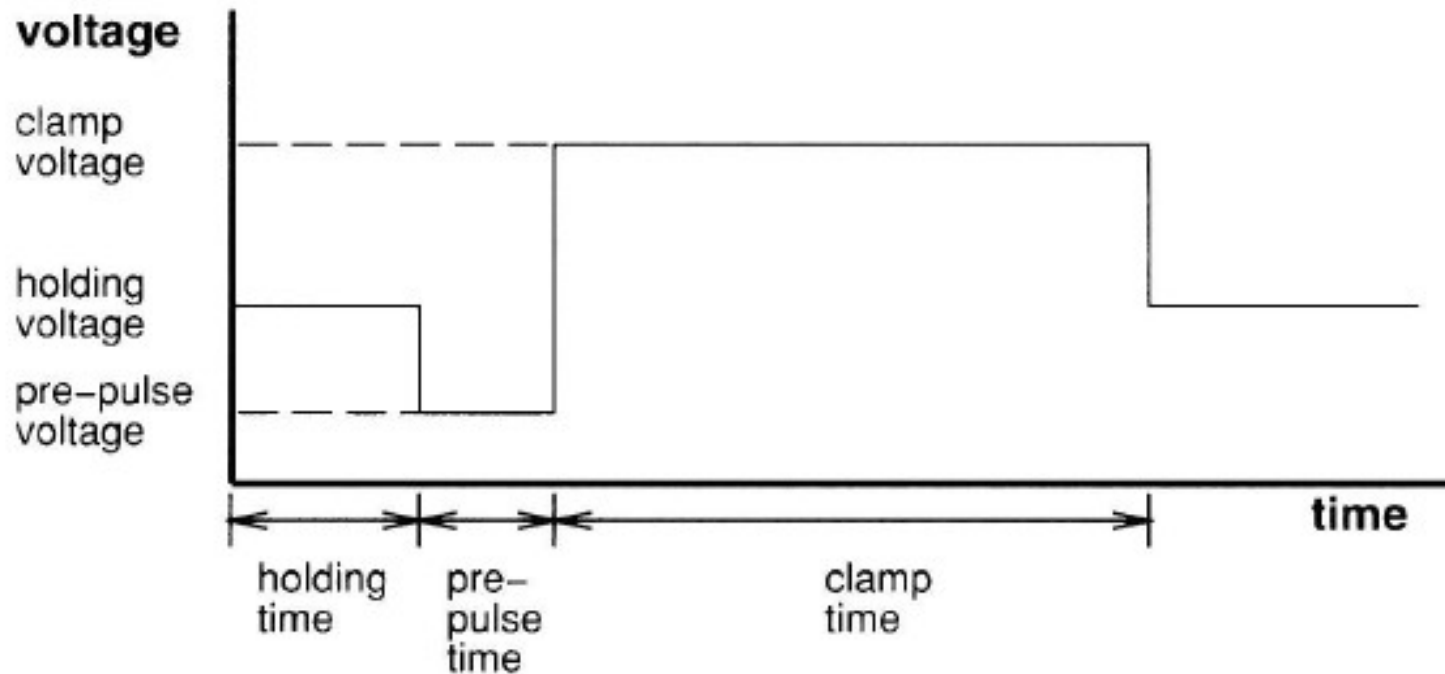 voltage
clamp
voltage
holding
voltage
pre-pulse
voltage
time
holding
time
pre-
pulse
time
clamp
time